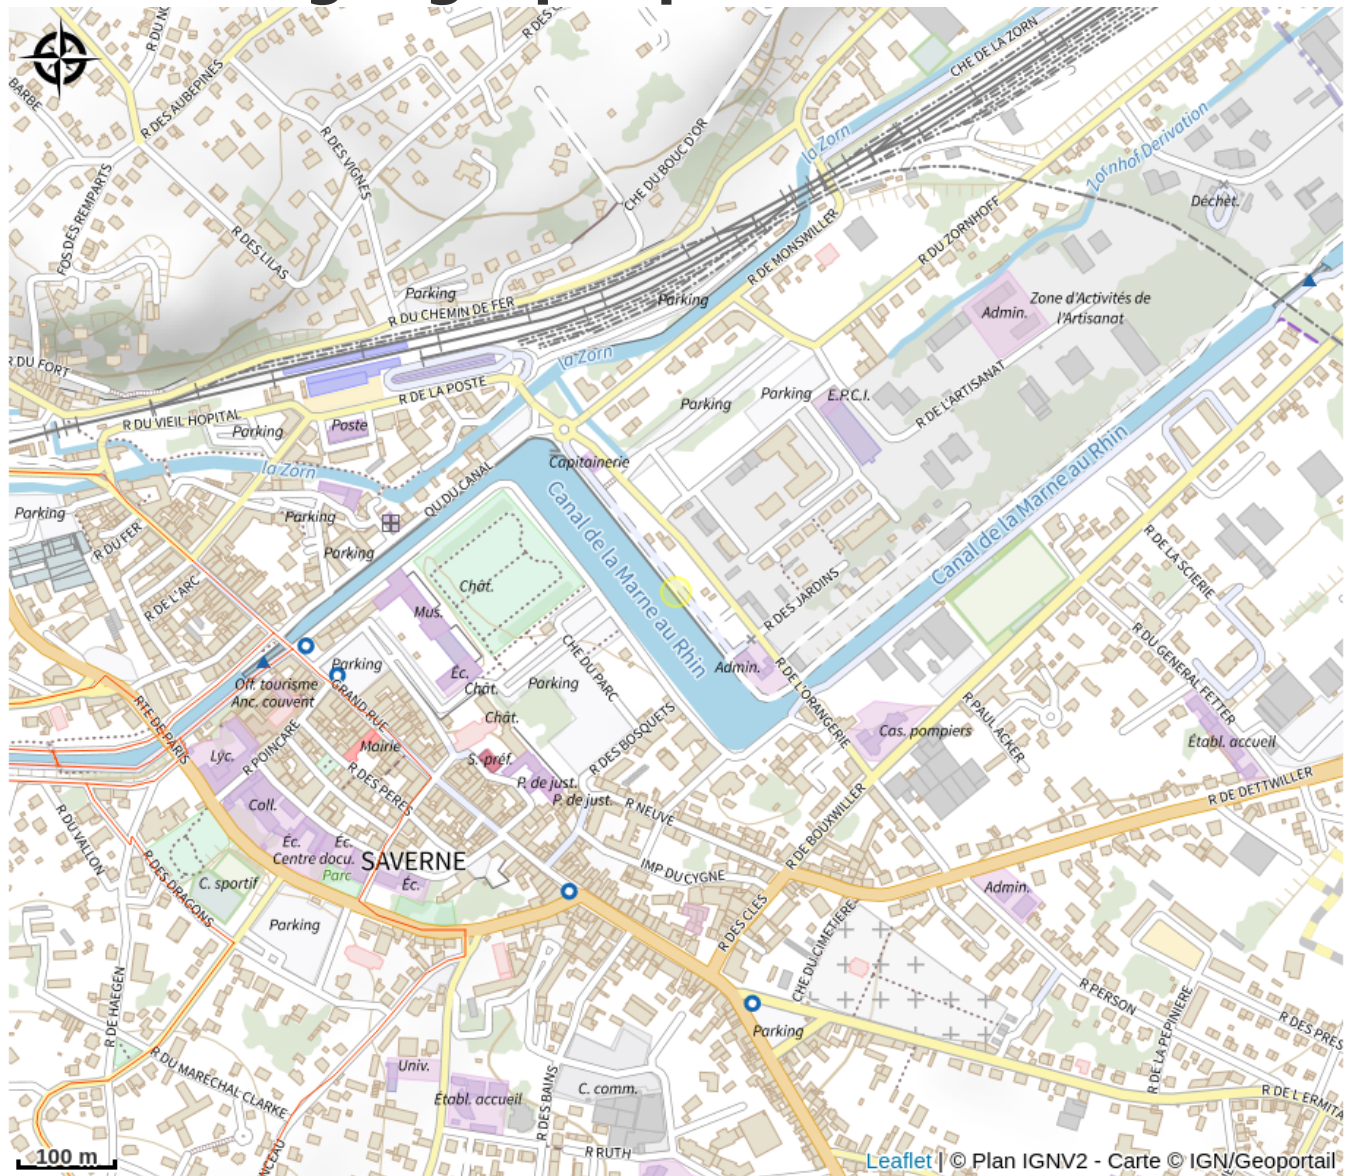 R DES AUBEPINES
BARBE
R DES VIGNES
CHE DU BOUC D'OR
CHE DE LA ZORN
la Zorn
Zornhof Derivation
Déchèt.
FOS DES REMPARTS
R DES LILAS
R DE MONSWILLER
R DU ZORNHOFF
Parking
R DU CHEMIN DE FER
Parking
Admin.
Zone d'Activités de
l'Artisanat
R DU FORT
la Zorn
R DE LA POSTE
Parking
Parking
E.P.C.I.
R DE L'ARTISANAT
R DU VIEIL HOPITAL
Parking
Poste
la Zorn
QU DU CANAL
Capitainerie
Canal de la Marne au Rhin
Canal de la Marne au Rhin
Parking
Parking
R DU FER
Parking
R DE LA SCIERIE
R DE L'ARC
Chât.
Mus.
R DES JARDINS
R DU GENERAL FETTER
CHE DU PARC
Parking
Éc.
Chât.
Parking
Admin.
R DE L'ORANGERIE
Off. tourisme
Anc. couvent
GRAND RUE
Chât.
R DES BOSQUETS
R PAUL ACKER
RTE DE PARIS
Lyc.
R POINCARE
Mairie
S.-préf.
Cas. pompiers
Établ. accueil
R DES PERES
P. de just.
P. de just.
R NEUVE
R DE BOUXWILLER
R DE DETTWILLER
Coll.
R DU VALLON
Éc.
Éc.
Centre docu.
Parc
SAVERNE
Éc.
IMP DU CYGNE
R DES DRAGONS
C. sportif
Admin.
Parking
R DES CLES
CHE DU CIMETIERE
R DE HAEGEN
R PERSON
R DE LA PEPINIERE
R DES PRES
Parking
R DU MARECHAL CLARKE
Univ.
Établ. accueil
R DES BAINS
C. comm.
R DE L'ERMITA
NCEAU
R RUTH
100 m
Leaflet | © Plan IGNV2 - Carte © IGN/Geoportail